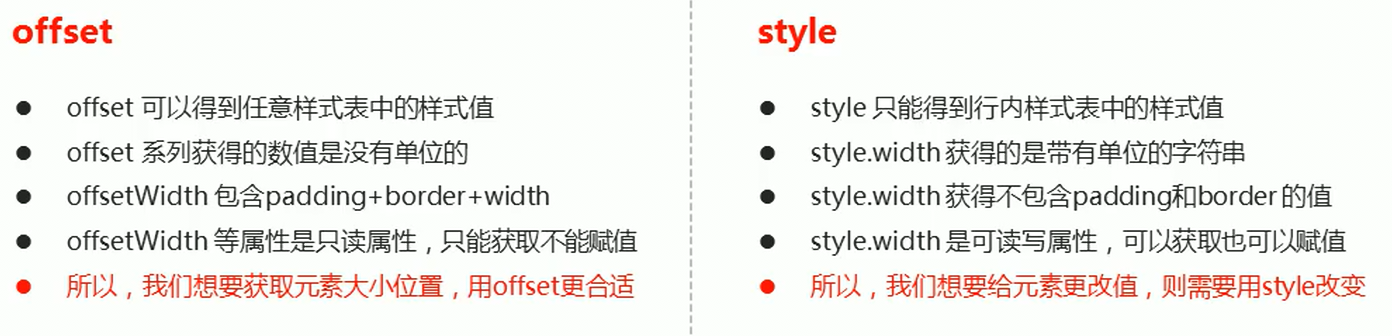 offset
● offset 可以得到任意样式表中的样式值
● offset 系列获得的数值是没有单位的
● offsetWidth 包含padding+border+width
● offsetWidth 等属性是只读属性，只能获取不能赋值
● 所以，我们想要获取元素大小位置，用offset更合适
style
● style 只能得到行内样式表中的样式值
● style.width 获得的是带有单位的字符串
● style.width 获得不包含padding和border 的值
● style.width 是可读写属性，可以获取也可以赋值
● 所以，我们想要给元素更改值，则需要用style改变